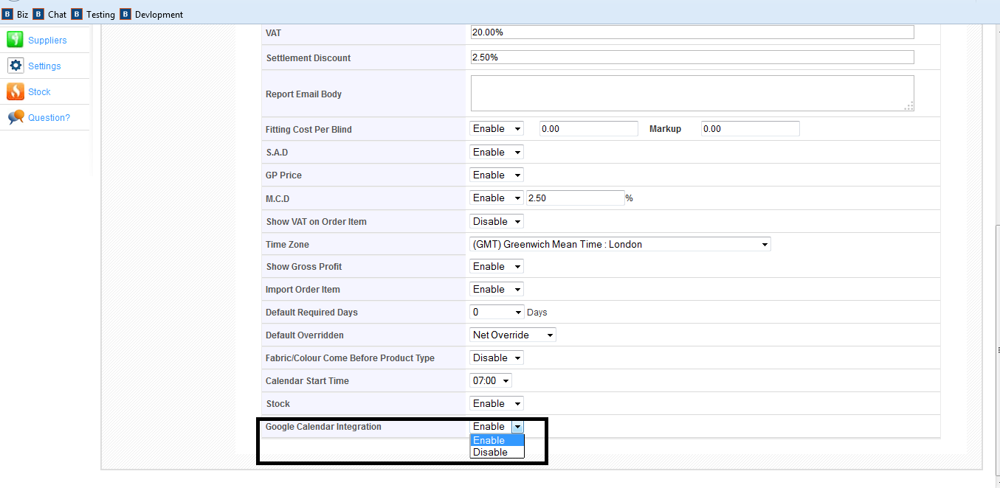 B Biz B Chat B Testing B Devlopment
Suppliers
Settings
Stock
Question?
VAT 20.00%
Settlement Discount 2.50%
Report Email Body
Fitting Cost Per Blind Enable 0.00 Markup 0.00
S.A.D Enable
GP Price Enable
M.C.D Enable 2.50 %
Show VAT on Order Item Disable
Time Zone (GMT) Greenwich Mean Time : London
Show Gross Profit Enable
Import Order Item Enable
Default Required Days 0 Days
Default Overridden Net Override
Fabric/Colour Come Before Product Type Disable
Calendar Start Time 07:00
Stock Enable
Google Calendar Integration Enable
Enable
Disable